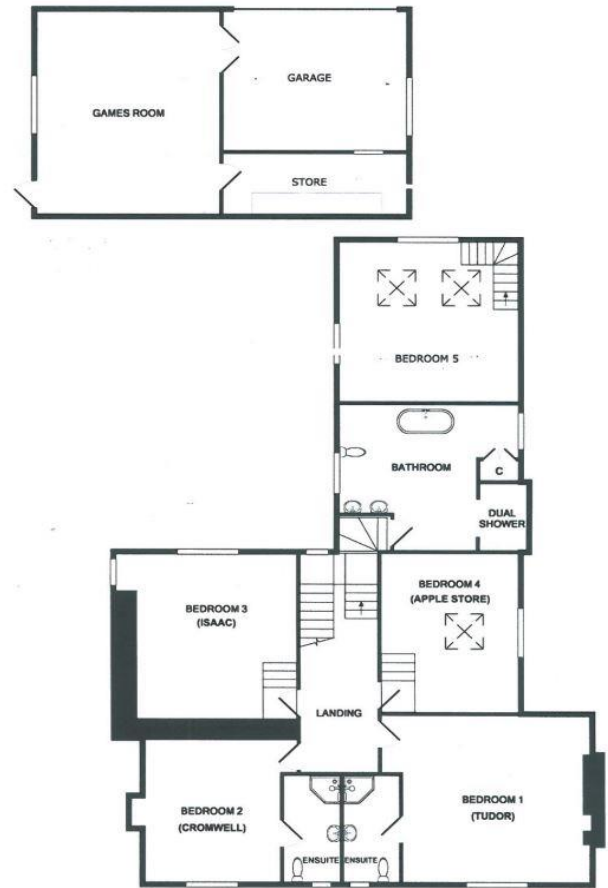 GAMES ROOM
GARAGE
STORE
BEDROOM 5
BATHROOM
C
DUAL
SHOWER
BEDROOM 3
(ISAAC)
BEDROOM 4
(APPLE STORE)
LANDING
BEDROOM 2
(CROMWELL)
BEDROOM 1
(TUDOR)
ENSUITE
ENSUITE